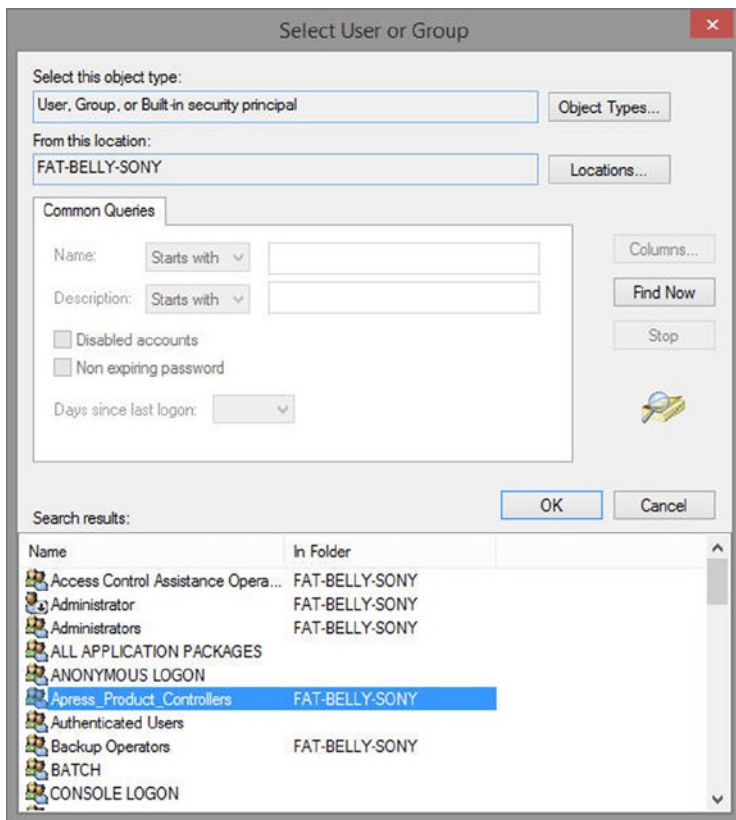 Select User or Group
Select this object type:
User, Group, or Built-in security principal
Object Types...
From this location:
FAT-BELLY-SONY
Locations...
Common Queries
Name:
Starts with
Columns...
Description:
Starts with
Find Now
Disabled accounts
Stop
Non expiring password
Days since last logon:
OK
Cancel
Search results:
Name In Folder
Access Control Assistance Opera... FAT-BELLY-SONY
Administrator FAT-BELLY-SONY
Administrators FAT-BELLY-SONY
ALL APPLICATION PACKAGES
ANONYMOUS LOGON
Apress_Product_Controllers FAT-BELLY-SONY
Authenticated Users
Backup Operators FAT-BELLY-SONY
BATCH
CONSOLE LOGON